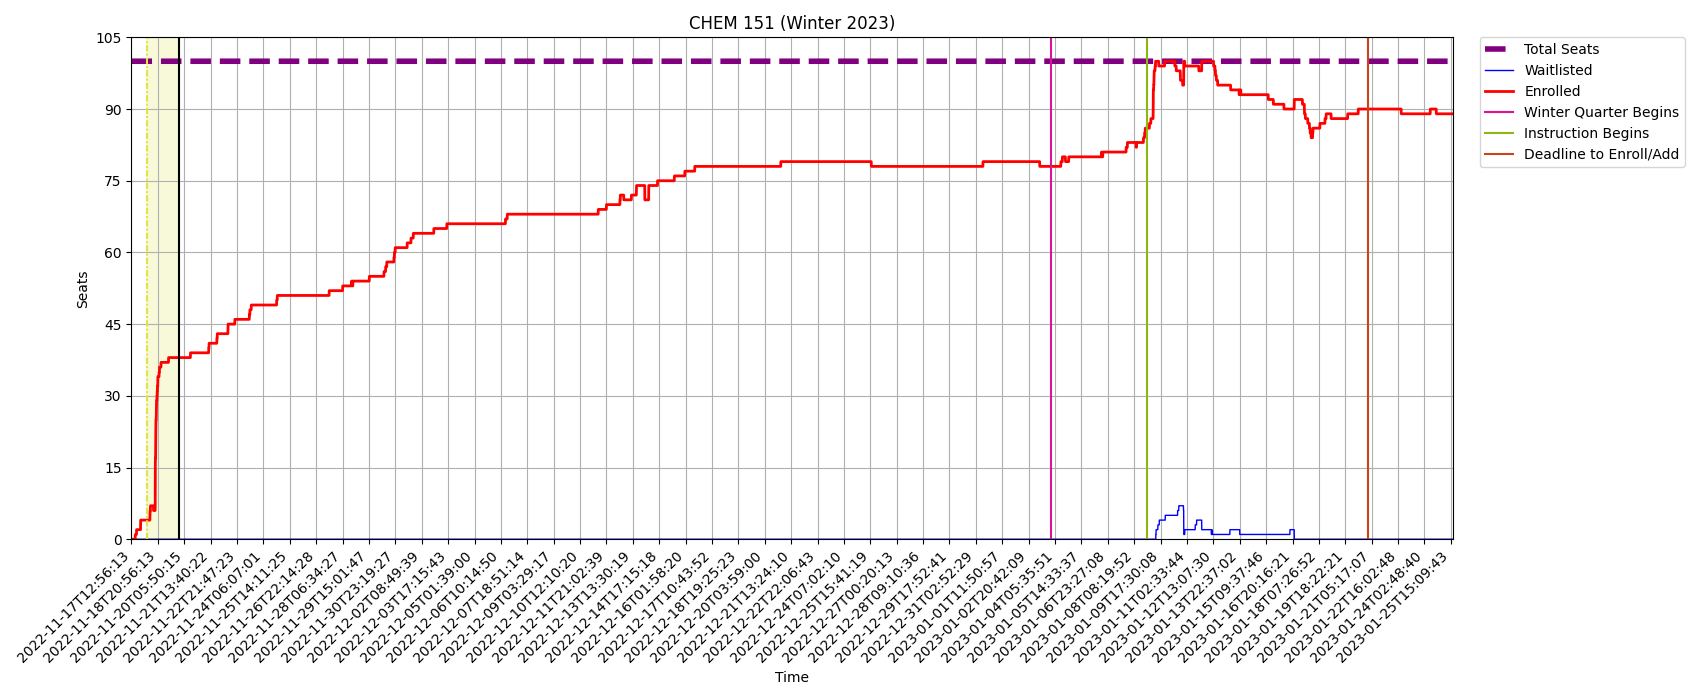 CHEM 151 (Winter 2023)
105
90
75
60
45
30
15
0
Seats
Total Seats
Waitlisted
Enrolled
Winter Quarter Begins
Instruction Begins
Deadline to Enroll/Add
2022-11-17T12:56:13
2022-11-18T20:56:13
2022-11-20T05:50:15
2022-11-21T13:40:22
2022-11-22T21:47:23
2022-11-24T06:07:01
2022-11-25T14:11:25
2022-11-26T22:14:28
2022-11-28T06:34:27
2022-11-29T15:01:47
2022-11-30T23:19:27
2022-12-02T08:49:39
2022-12-03T17:15:43
2022-12-05T01:39:00
2022-12-06T10:14:50
2022-12-07T18:51:14
2022-12-09T03:29:17
2022-12-10T12:10:20
2022-12-11T21:02:39
2022-12-13T13:30:19
2022-12-14T17:15:18
2022-12-16T01:58:20
2022-12-17T10:43:52
2022-12-18T19:25:23
2022-12-20T03:59:00
2022-12-21T13:24:10
2022-12-22T22:06:43
2022-12-24T07:02:10
2022-12-25T15:41:19
2022-12-27T00:20:13
2022-12-28T09:10:36
2022-12-29T17:52:41
2022-12-31T02:52:29
2023-01-01T11:50:57
2023-01-02T20:42:09
2023-01-04T05:35:51
2023-01-05T14:33:37
2023-01-06T23:27:08
2023-01-08T08:19:52
2023-01-09T17:30:08
2023-01-11T02:33:44
2023-01-12T13:07:30
2023-01-13T22:37:02
2023-01-15T09:37:46
2023-01-16T20:16:21
2023-01-18T07:26:52
2023-01-19T18:22:21
2023-01-21T05:17:07
2023-01-22T16:02:48
2023-01-24T02:48:40
2023-01-25T15:09:43
Time